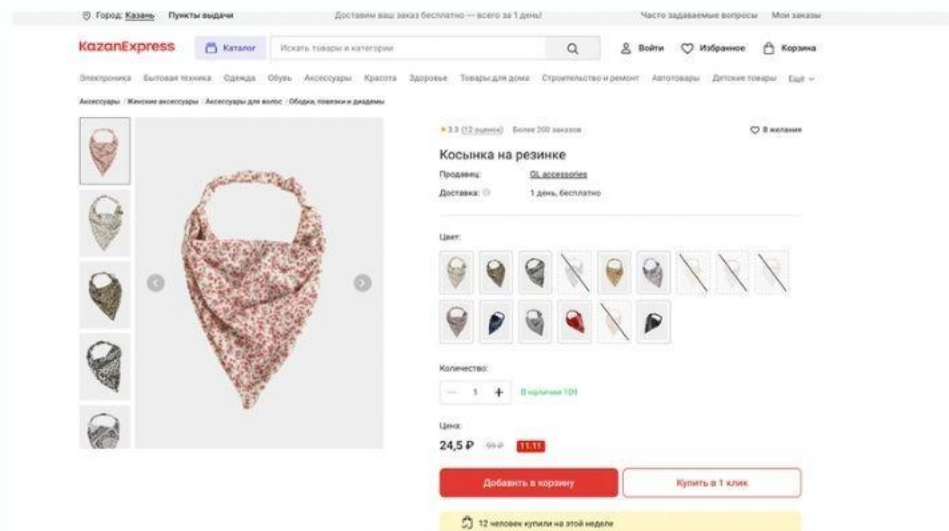 Город: Казань Пункты выдачи Доставим ваш заказ бесплатно — всего за 1 день! Часто задаваемые вопросы Мои заказы
KazanExpress Каталог Искать товары и категории Войти Избранное Корзина
Электроника Бытовая техника Одежда Обувь Аксессуары Красота Здоровье Товары для дома Строительство и ремонт Автотовары Детские товары Ещё
Аксессуары / Женские аксессуары / Аксессуары для волос / Ободки, повязки и диадемы
3.3 (12 оценок) Более 200 заказов В желания
Косынка на резинке
Продавец: GL accessories
Доставка: 1 день, бесплатно
Цвет:
Количество:
— 1 + В наличии 109
Цена:
24,5 ₽ 99 ₽ 11.11
Добавить в корзину Купить в 1 клик
12 человек купили на этой неделе